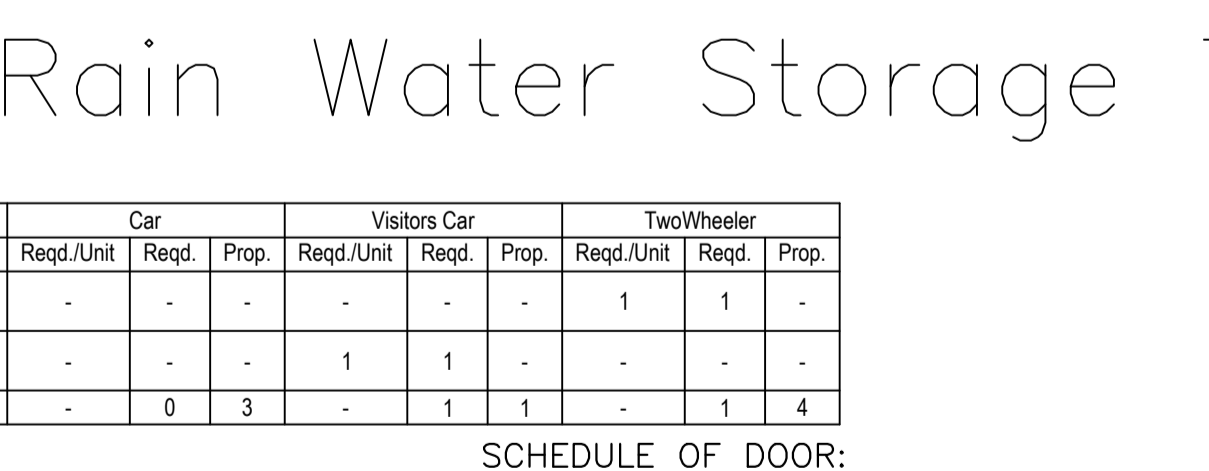 Rain Water Storage
Car Visitors Car TwoWheeler
Reqd./Unit Reqd. Prop. Reqd./Unit Reqd. Prop. Reqd./Unit Reqd. Prop.
- - - - - - 1 1 -
- - - 1 1 - - - -
- 0 3 - 1 1 - 1 4
SCHEDULE OF DOOR: